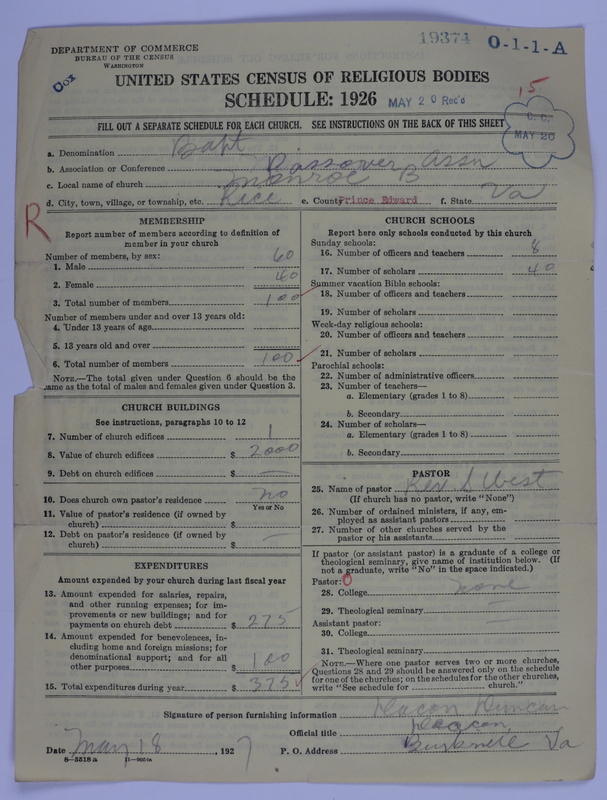 19374 O-1-1-A
DEPARTMENT OF COMMERCE
BUREAU OF THE CENSUS
WASHINGTON
UNITED STATES CENSUS OF RELIGIOUS BODIES
SCHEDULE: 1926 MAY 20 Rec'd
15
C. C.
MAY 26
FILL OUT A SEPARATE SCHEDULE FOR EACH CHURCH. SEE INSTRUCTIONS ON THE BACK OF THIS SHEET
a. Denomination Bapt
b. Association or Conference Passover Assn
c. Local name of church Monroe B
d. City, town, village, or township, etc. Rice e. County Prince Edward f. State Va
R
MEMBERSHIP
Report number of members according to definition of member in your church
Number of members, by sex:
1. Male 60
2. Female 40
3. Total number of members 100
Number of members under and over 13 years old:
4. Under 13 years of age
5. 13 years old and over
6. Total number of members 100
NOTE.—The total given under Question 6 should be the same as the total of males and females given under Question 3.
CHURCH BUILDINGS
See instructions, paragraphs 10 to 12
7. Number of church edifices 1
8. Value of church edifices $ 2000
9. Debt on church edifices $ —
10. Does church own pastor's residence no
Yes or No
11. Value of pastor's residence (if owned by church) $
12. Debt on pastor's residence (if owned by church) $ —
EXPENDITURES
Amount expended by your church during last fiscal year
13. Amount expended for salaries, repairs, and other running expenses; for improvements or new buildings; and for payments on church debt $ 275
14. Amount expended for benevolences, including home and foreign missions; for denominational support; and for all other purposes $ 100
15. Total expenditures during year $ 375
CHURCH SCHOOLS
Report here only schools conducted by this church
Sunday schools:
16. Number of officers and teachers 8
17. Number of scholars 40
Summer vacation Bible schools:
18. Number of officers and teachers
19. Number of scholars
Week-day religious schools:
20. Number of officers and teachers
21. Number of scholars
Parochial schools:
22. Number of administrative officers
23. Number of teachers—
a. Elementary (grades 1 to 8)
b. Secondary
24. Number of scholars—
a. Elementary (grades 1 to 8)
b. Secondary
PASTOR
25. Name of pastor Rev S West
(If church has no pastor, write "None")
26. Number of ordained ministers, if any, employed as assistant pastors
27. Number of other churches served by the pastor or his assistants
If pastor (or assistant pastor) is a graduate of a college or theological seminary, give name of institution below. (If not a graduate, write "No" in the space indicated.)
Pastor: 0
28. College none
29. Theological seminary —
Assistant pastor:
30. College —
31. Theological seminary
NOTE.—Where one pastor serves two or more churches, Questions 28 and 29 should be answered only on the schedule for one of the churches; on the schedules for the other churches, write "See schedule for church."
Signature of person furnishing information Deacon Duncan
Official title Deacon
Date May 18, 1927 P. O. Address Va
8—5518 a